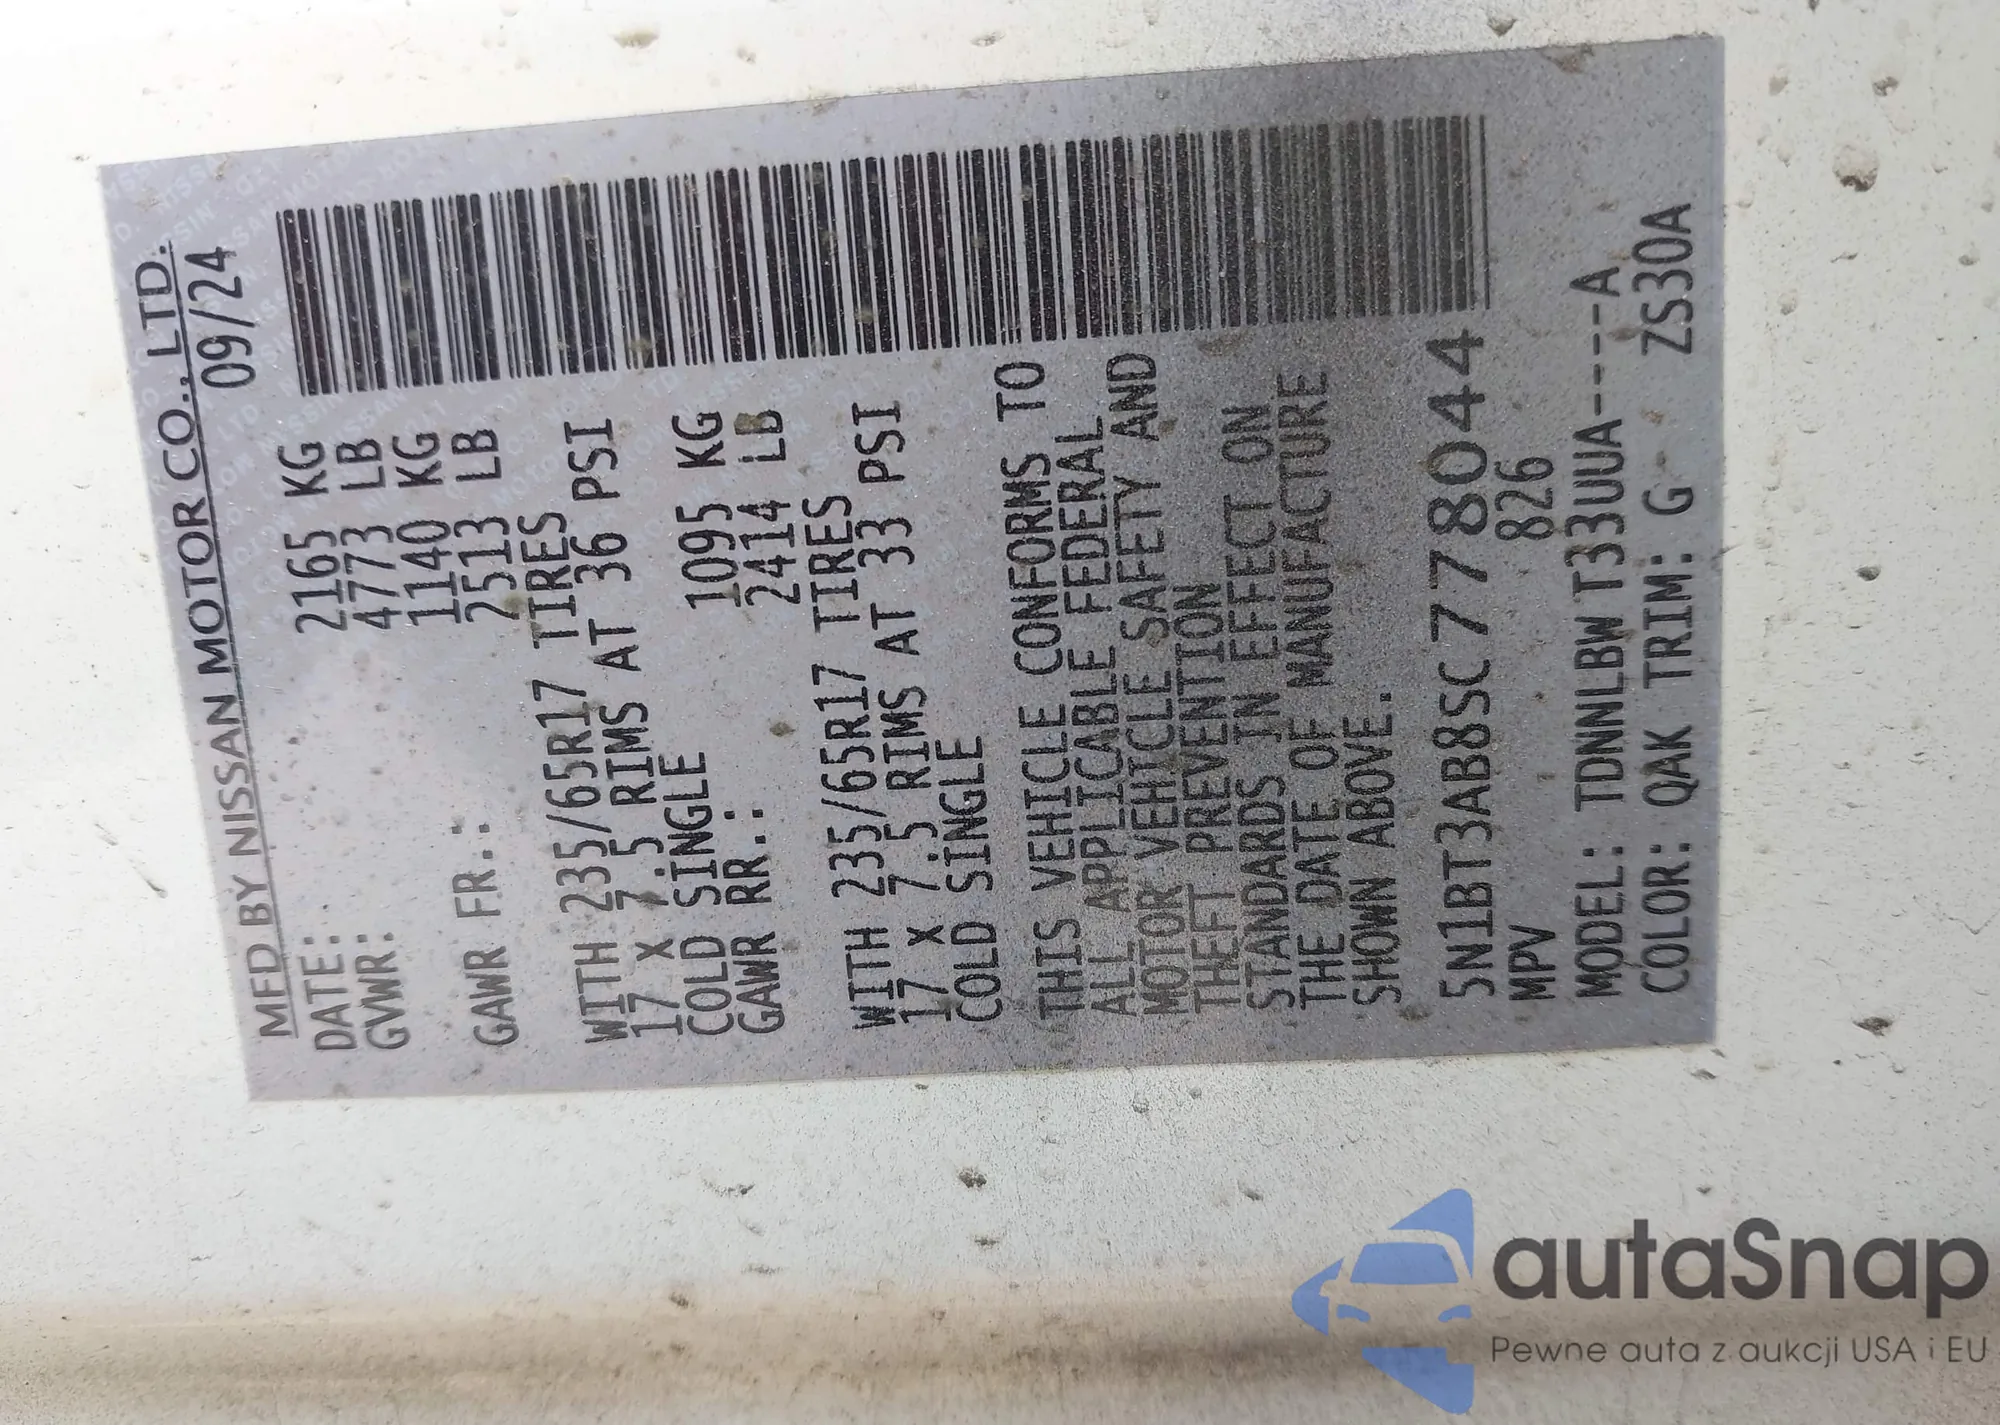 MFD BY NISSAN MOTOR CO., LTD.
DATE: 09/24
GVWR: 2165 KG
4773 LB
1140 KG
GAWR FR.: 2513 LB
WITH 235/65R17 TIRES
17 X 7.5 RIMS AT 36 PSI
COLD SINGLE
GAWR RR.: 1095 KG
2414 LB
WITH 235/65R17 TIRES
17 X 7.5 RIMS AT 33 PSI
COLD SINGLE
THIS VEHICLE CONFORMS TO
ALL APPLICABLE FEDERAL
MOTOR VEHICLE SAFETY AND
THEFT PREVENTION
STANDARDS IN EFFECT ON
THE DATE OF MANUFACTURE
SHOWN ABOVE.
5N1BT3AB8SC778044
MPV 826
MODEL: TDNNLBW T33UUA-----A
COLOR: QAK TRIM: G- ZS30A
autaSnap
Pewne auta z aukcji USA i EU